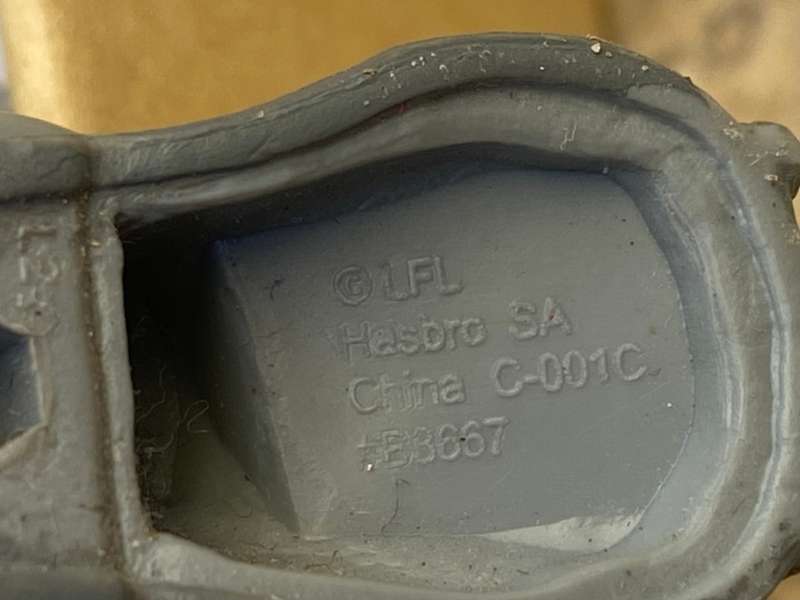 © LFL
Hasbro SA
China C-001C
#B3667